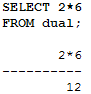 SELECT 2*6
FROM dual;
2*6
----------
12